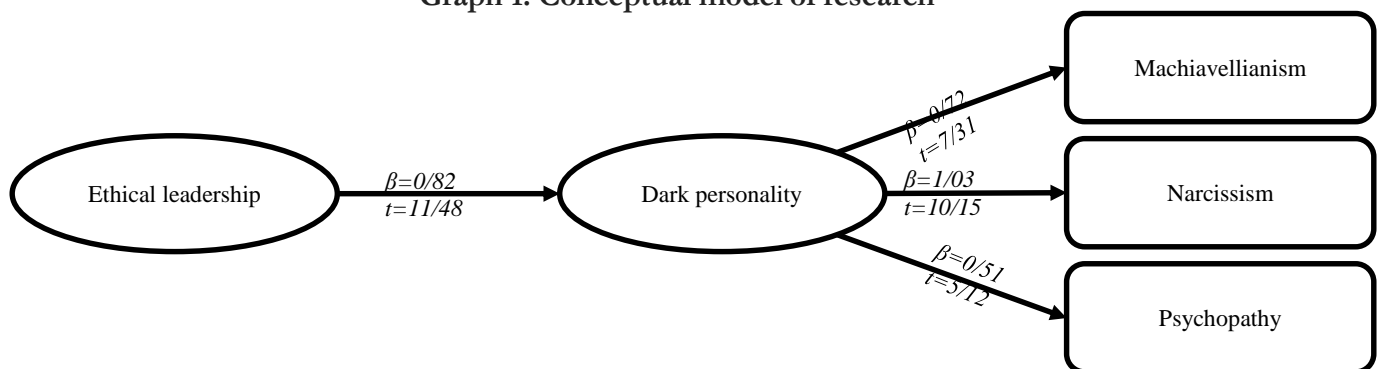 Graph 1. Conceptual model of research
Machiavellianism
β=0/72
t=7/31
Ethical leadership
β=0/82
t=11/48
Dark personality
β=1/03
t=10/15
Narcissism
β=0/51
t=5/12
Psychopathy